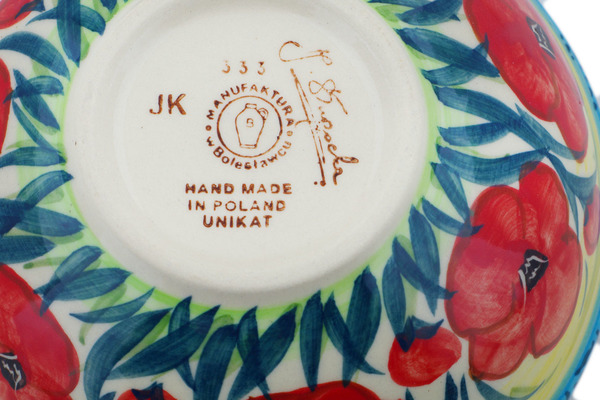 333
JK
MANUFAKTURA
w Bolesławcu
B
HAND MADE
IN POLAND
UNIKAT